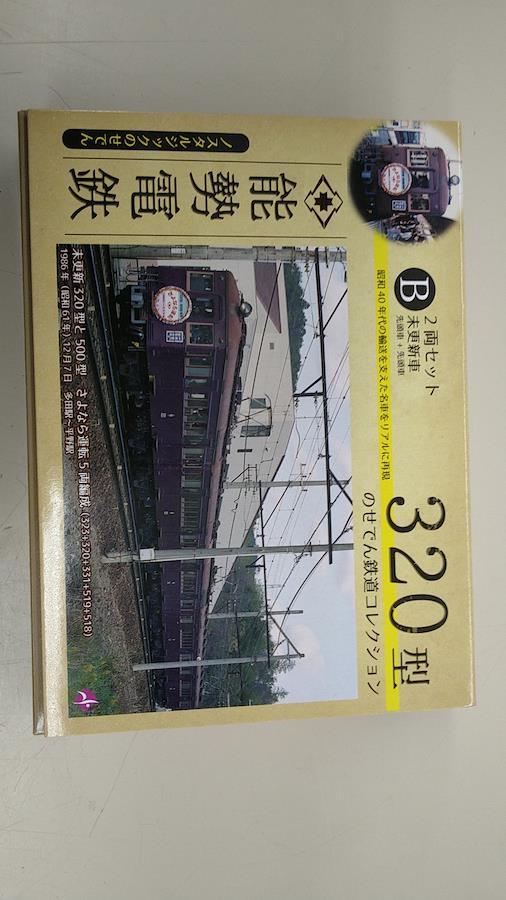 B
2両セット
未更新車
先頭車 + 先頭車
320型
昭和40年代の輸送を支えた名車をリアルに再現
のせでん鉄道コレクション
能勢電鉄
ノスタルジックのせでん
未更新320型と500型 さよなら運転5両編成 (323+320+331+519+518)
1986年 (昭和61年) 12月7日 多田駅〜平野駅